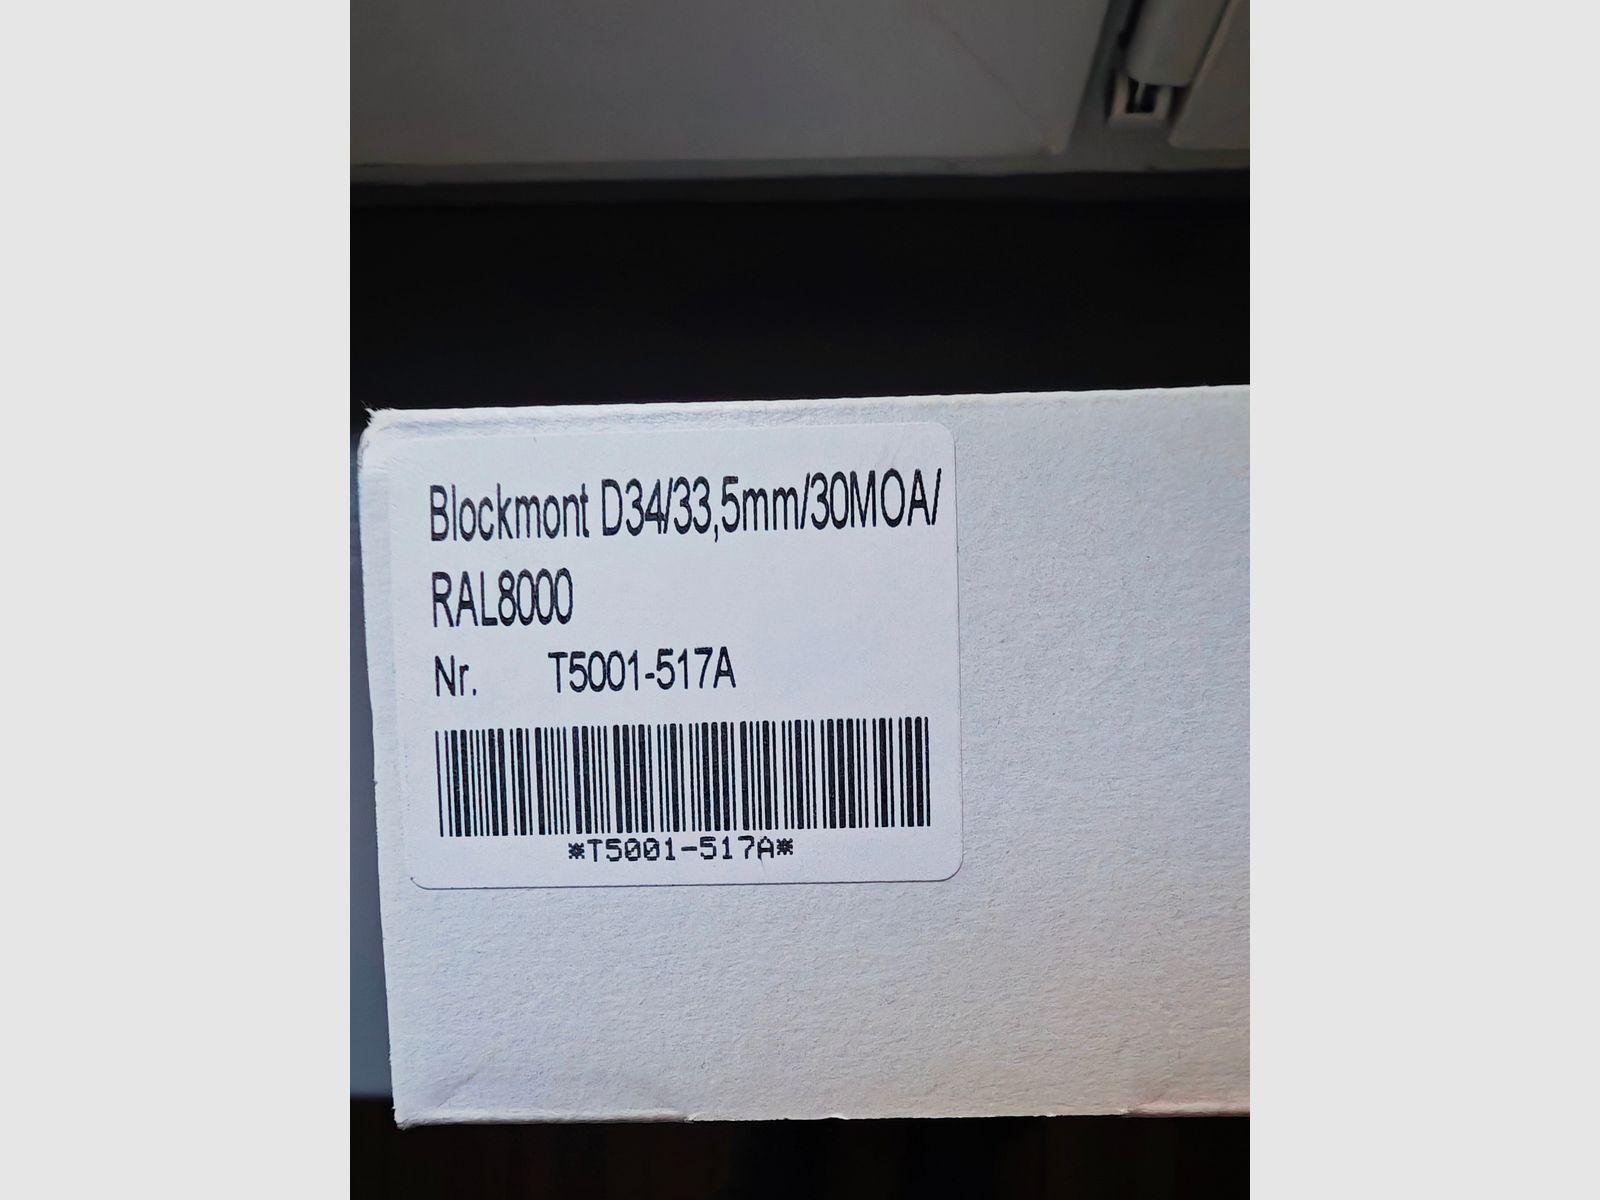 Blockmont D34/33,5mm/30MOA/
RAL8000
Nr. T5001-517A
*T5001-517A*